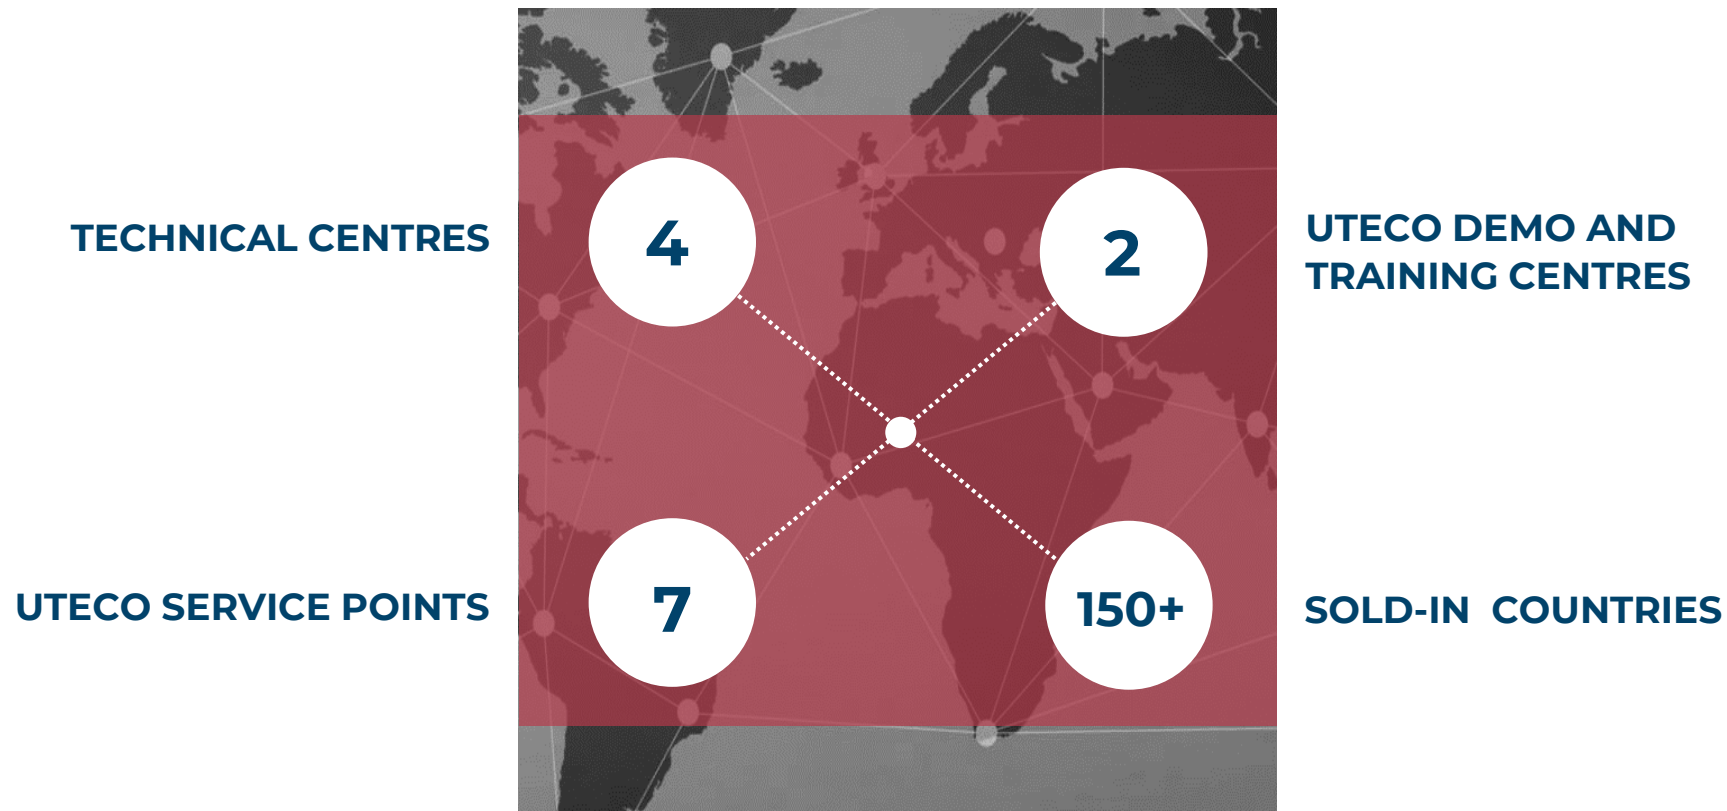 TECHNICAL CENTRES
4
2
UTECO DEMO AND
TRAINING CENTRES
UTECO SERVICE POINTS
7
150+
SOLD-IN COUNTRIES